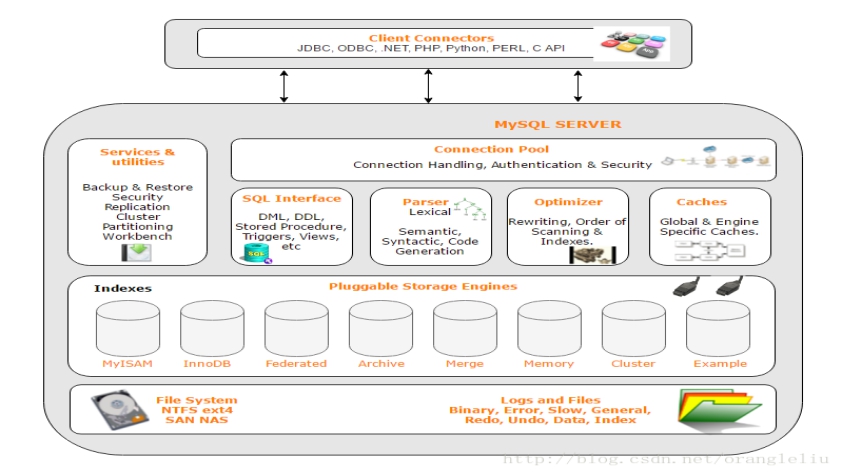 Client Connectors
JDBC, ODBC, .NET, PHP, Python, PERL, C API
MySQL SERVER
Services &
utilities
Backup & Restore
Security
Replication
Cluster
Partitioning
Workbench
Connection Pool
Connection Handling, Authentication & Security
SQL Interface
DML, DDL,
Stored Procedure,
Triggers, Views,
etc
SQL
Parser
Lexical
Semantic,
Syntactic, Code
Generation
Optimizer
Rewriting, Order of
Scanning &
Indexes.
Caches
Global & Engine
Specific Caches.
Indexes
Pluggable Storage Engines
MyISAM
InnoDB
Federated
Archive
Merge
Memory
Cluster
Example
File System
NTFS ext4
SAN NAS
Logs and Files
Binary, Error, Slow, General,
Redo, Undo, Data, Index
http://blog.csdn.net/orangleliu